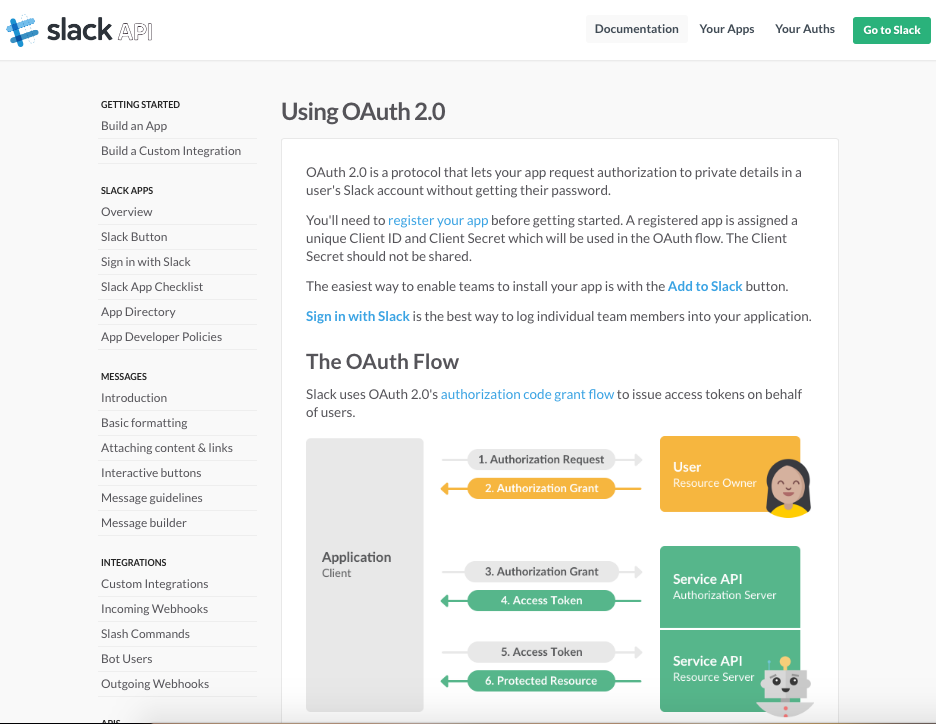 slack API
Documentation
Your Apps
Your Auths
Go to Slack
GETTING STARTED
Build an App
Build a Custom Integration
SLACK APPS
Overview
Slack Button
Sign in with Slack
Slack App Checklist
App Directory
App Developer Policies
MESSAGES
Introduction
Basic formatting
Attaching content & links
Interactive buttons
Message guidelines
Message builder
INTEGRATIONS
Custom Integrations
Incoming Webhooks
Slash Commands
Bot Users
Outgoing Webhooks
Using OAuth 2.0
OAuth 2.0 is a protocol that lets your app request authorization to private details in a
user's Slack account without getting their password.
You'll need to register your app before getting started. A registered app is assigned a
unique Client ID and Client Secret which will be used in the OAuth flow. The Client
Secret should not be shared.
The easiest way to enable teams to install your app is with the Add to Slack button.
Sign in with Slack is the best way to log individual team members into your application.
The OAuth Flow
Slack uses OAuth 2.0's authorization code grant flow to issue access tokens on behalf
of users.
Application
Client
1. Authorization Request
2. Authorization Grant
User
Resource Owner
3. Authorization Grant
4. Access Token
Service API
Authorization Server
5. Access Token
6. Protected Resource
Service API
Resource Server